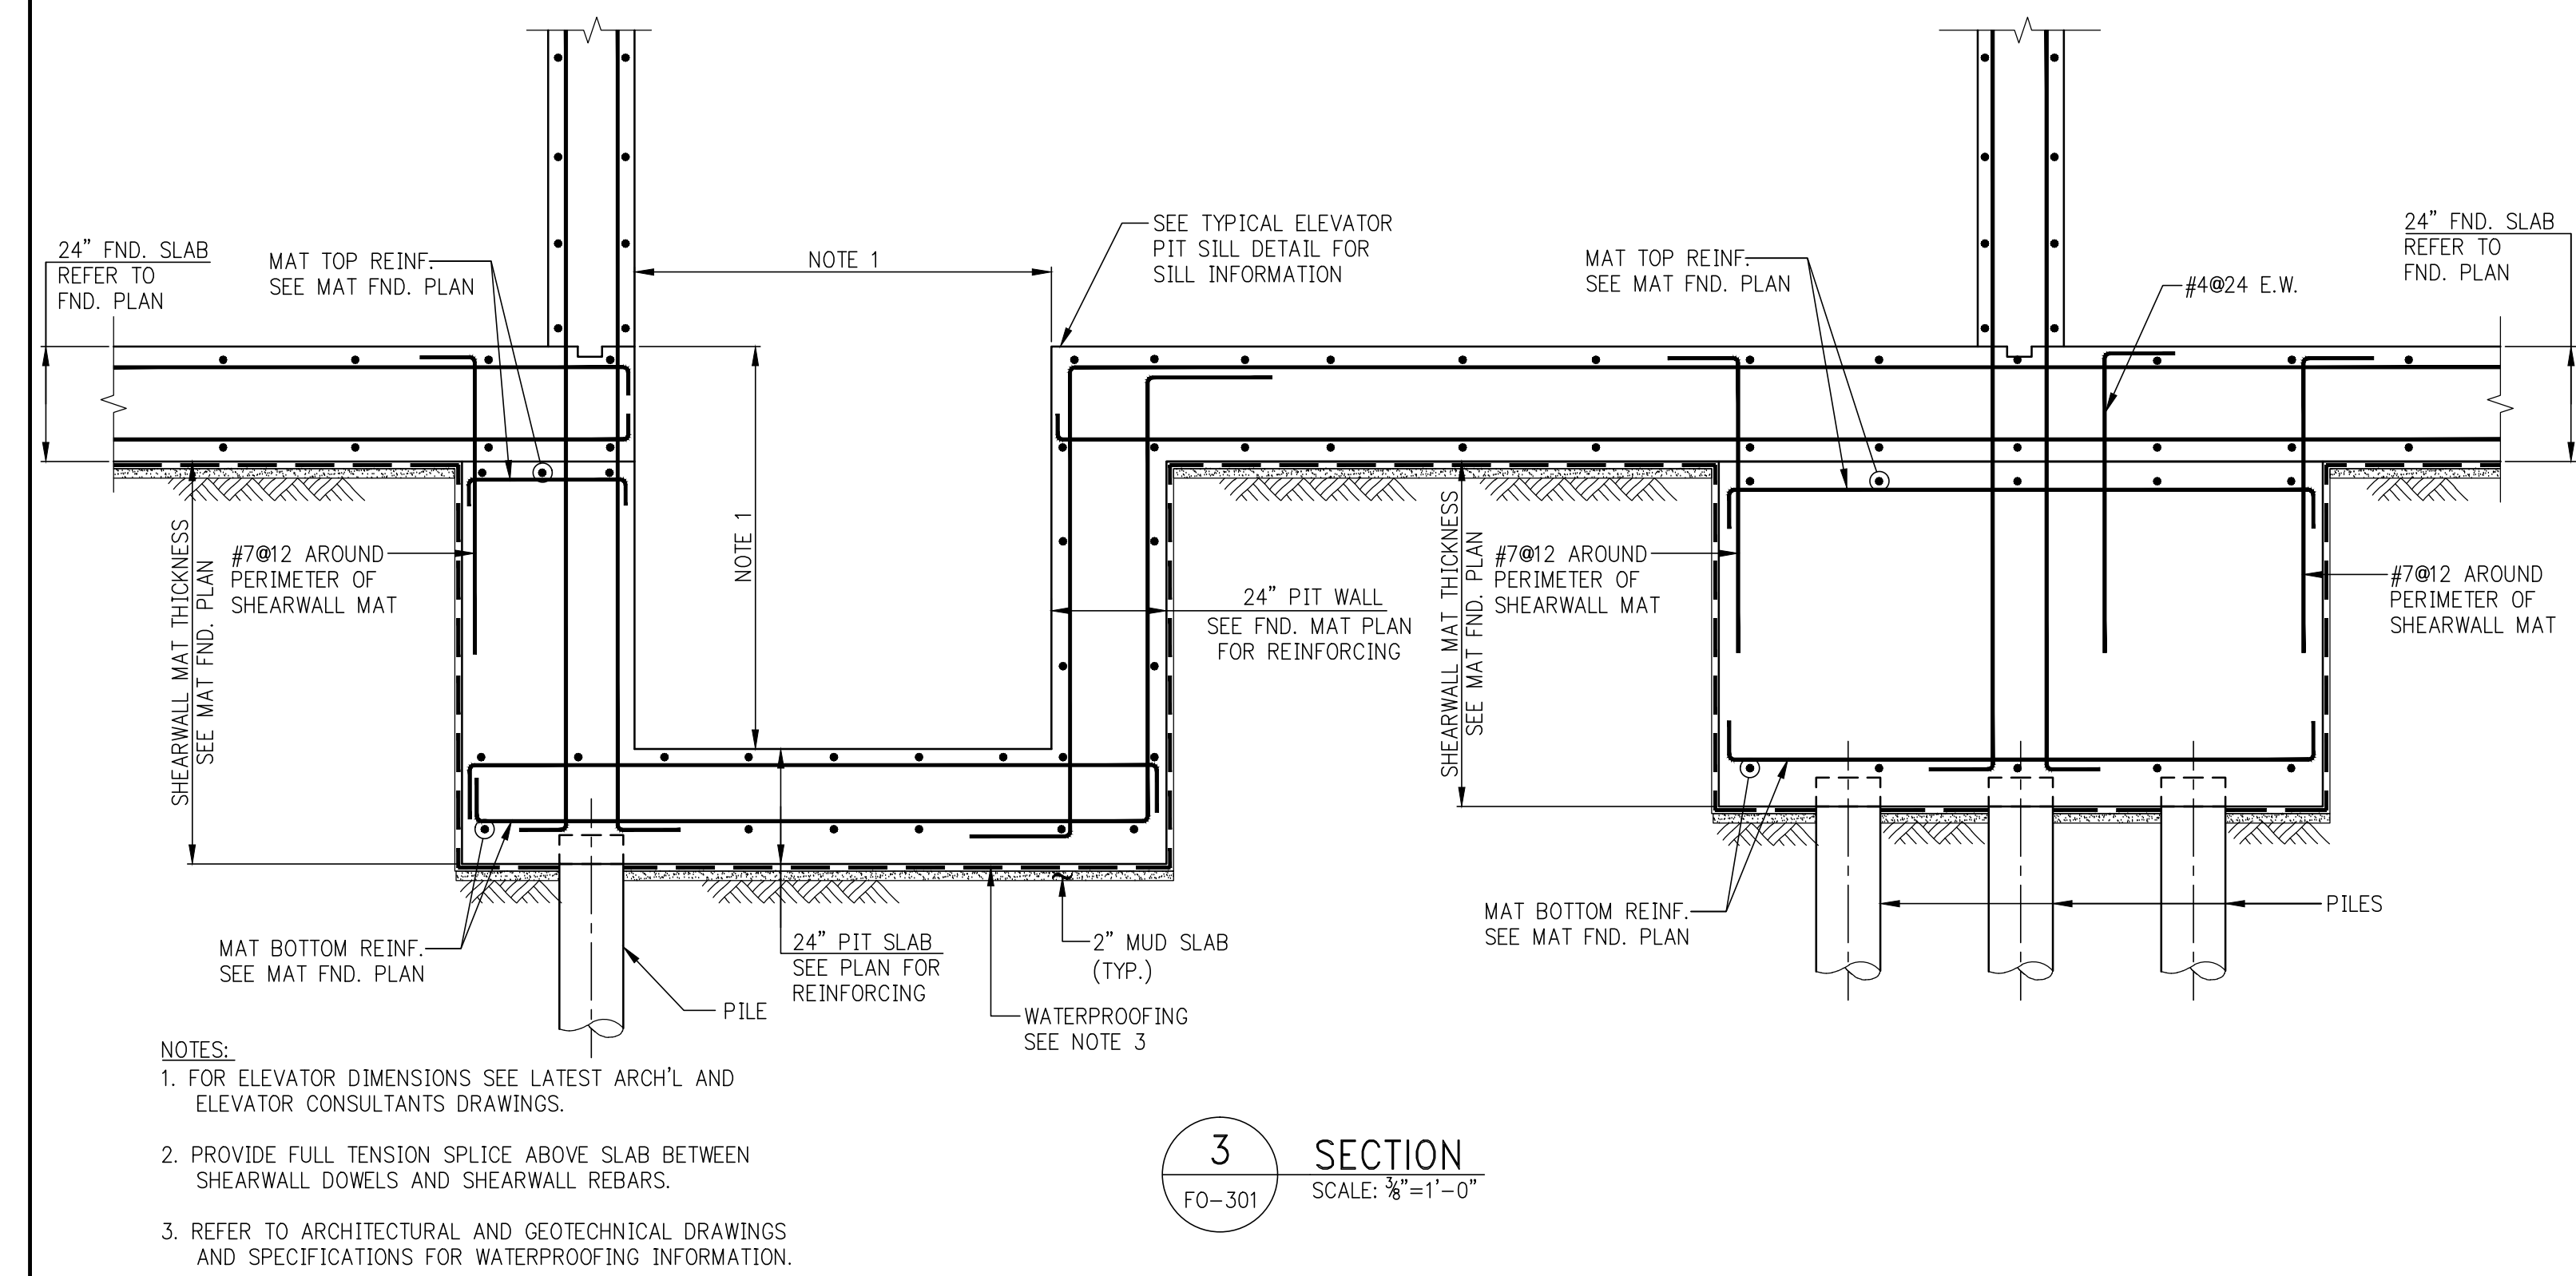 24" FND. SLAB
REFER TO
FND. PLAN
MAT TOP REINF.
SEE MAT FND. PLAN
NOTE 1
SEE TYPICAL ELEVATOR
PIT SILL DETAIL FOR
SILL INFORMATION
MAT TOP REINF.
SEE MAT FND. PLAN
#4@24 E.W.
24" FND. SLAB
REFER TO
FND. PLAN
SHEARWALL MAT THICKNESS
SEE MAT FND. PLAN
#7@12 AROUND
PERIMETER OF
SHEARWALL MAT
NOTE 1
24" PIT WALL
SEE FND. MAT PLAN
FOR REINFORCING
SHEARWALL MAT THICKNESS
SEE MAT FND. PLAN
#7@12 AROUND
PERIMETER OF
SHEARWALL MAT
#7@12 AROUND
PERIMETER OF
SHEARWALL MAT
MAT BOTTOM REINF.
SEE MAT FND. PLAN
PILE
24" PIT SLAB
SEE PLAN FOR
REINFORCING
2" MUD SLAB
(TYP.)
WATERPROOFING
SEE NOTE 3
MAT BOTTOM REINF.
SEE MAT FND. PLAN
PILES
NOTES:
1. FOR ELEVATOR DIMENSIONS SEE LATEST ARCH'L AND
ELEVATOR CONSULTANTS DRAWINGS.
2. PROVIDE FULL TENSION SPLICE ABOVE SLAB BETWEEN
SHEARWALL DOWELS AND SHEARWALL REBARS.
3. REFER TO ARCHITECTURAL AND GEOTECHNICAL DRAWINGS
AND SPECIFICATIONS FOR WATERPROOFING INFORMATION.
3
FO-301
SECTION
SCALE: 3/8"=1'-0"